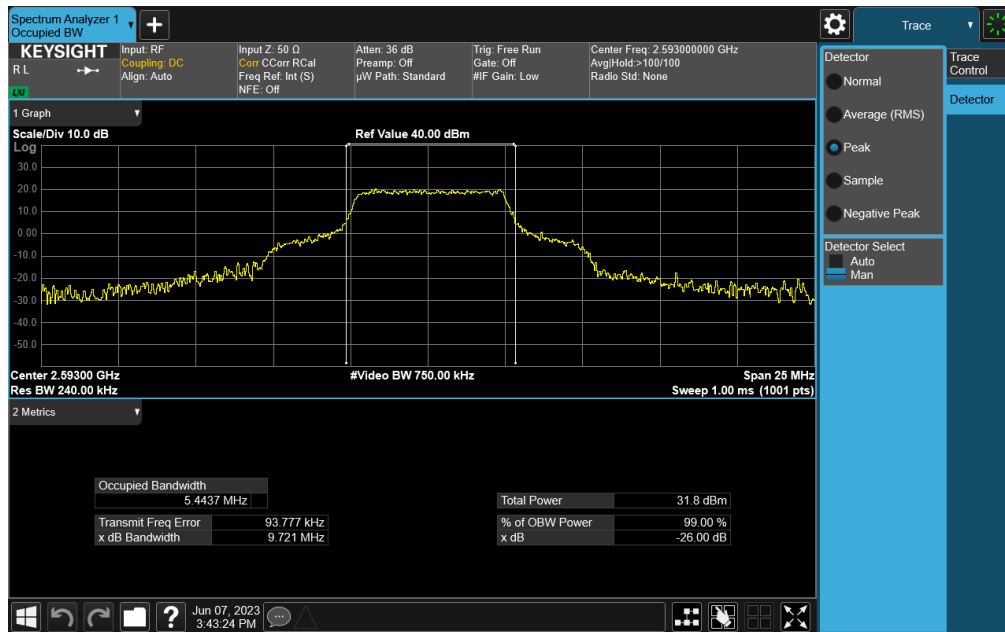 Spectrum Analyzer 1
Occupied BW
KEYSIGHT
R L
LXI
Input: RF
Coupling: DC
Align: Auto
Input Z: 50 Ω
Corr CCorr RCal
Freq Ref: Int (S)
NFE: Off
Atten: 36 dB
Preamp: Off
µW Path: Standard
Trig: Free Run
Gate: Off
#IF Gain: Low
Center Freq: 2.593000000 GHz
Avg|Hold:>100/100
Radio Std: None
Trace
Detector
Normal
Average (RMS)
Peak
Sample
Negative Peak
Detector Select
Auto
Man
Trace
Control
Detector
1 Graph
Scale/Div 10.0 dB
Ref Value 40.00 dBm
Log
30.0
20.0
10.0
0.00
-10.0
-20.0
-30.0
-40.0
-50.0
Center 2.59300 GHz
#Video BW 750.00 kHz
Span 25 MHz
Res BW 240.00 kHz
Sweep 1.00 ms (1001 pts)
2 Metrics
Occupied Bandwidth
5.4437 MHz
Total Power 31.8 dBm
Transmit Freq Error 93.777 kHz
% of OBW Power 99.00 %
x dB Bandwidth 9.721 MHz
x dB -26.00 dB
?
Jun 07, 2023
3:43:24 PM